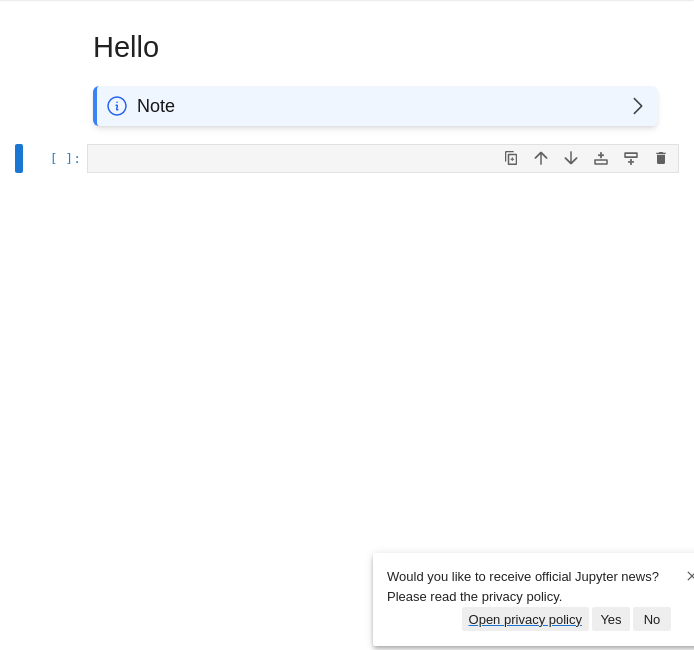 Hello
Note
[ ]:
Would you like to receive official Jupyter news?
Please read the privacy policy.
Open privacy policy Yes No